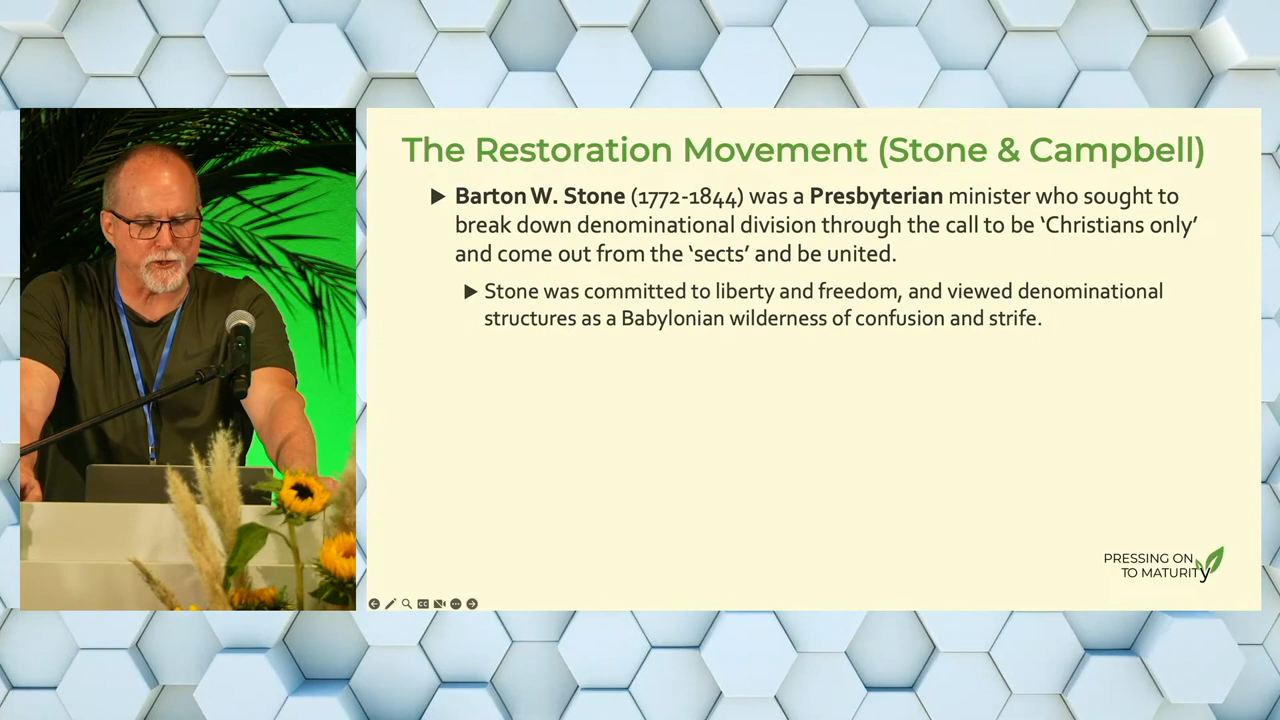 The Restoration Movement (Stone & Campbell)
Barton W. Stone (1772-1844) was a Presbyterian minister who sought to
break down denominational division through the call to be ‘Christians only’
and come out from the ‘sects’ and be united.
Stone was committed to liberty and freedom, and viewed denominational
structures as a Babylonian wilderness of confusion and strife.
PRESSING ON
TO MATURITy